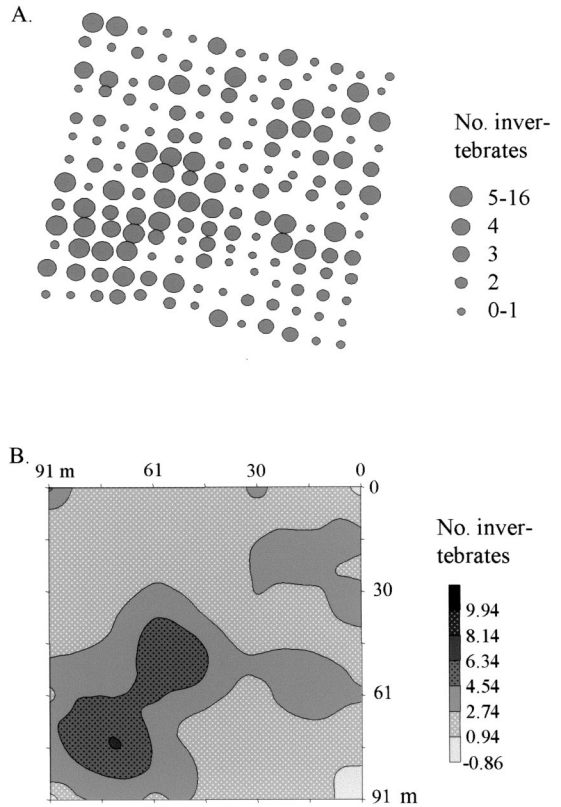 A.
No. inver-
tebrates
5-16
4
3
2
0-1
B.
91 m 61 30 0
0
30
61
91 m
No. inver-
tebrates
9.94
8.14
6.34
4.54
2.74
0.94
-0.86